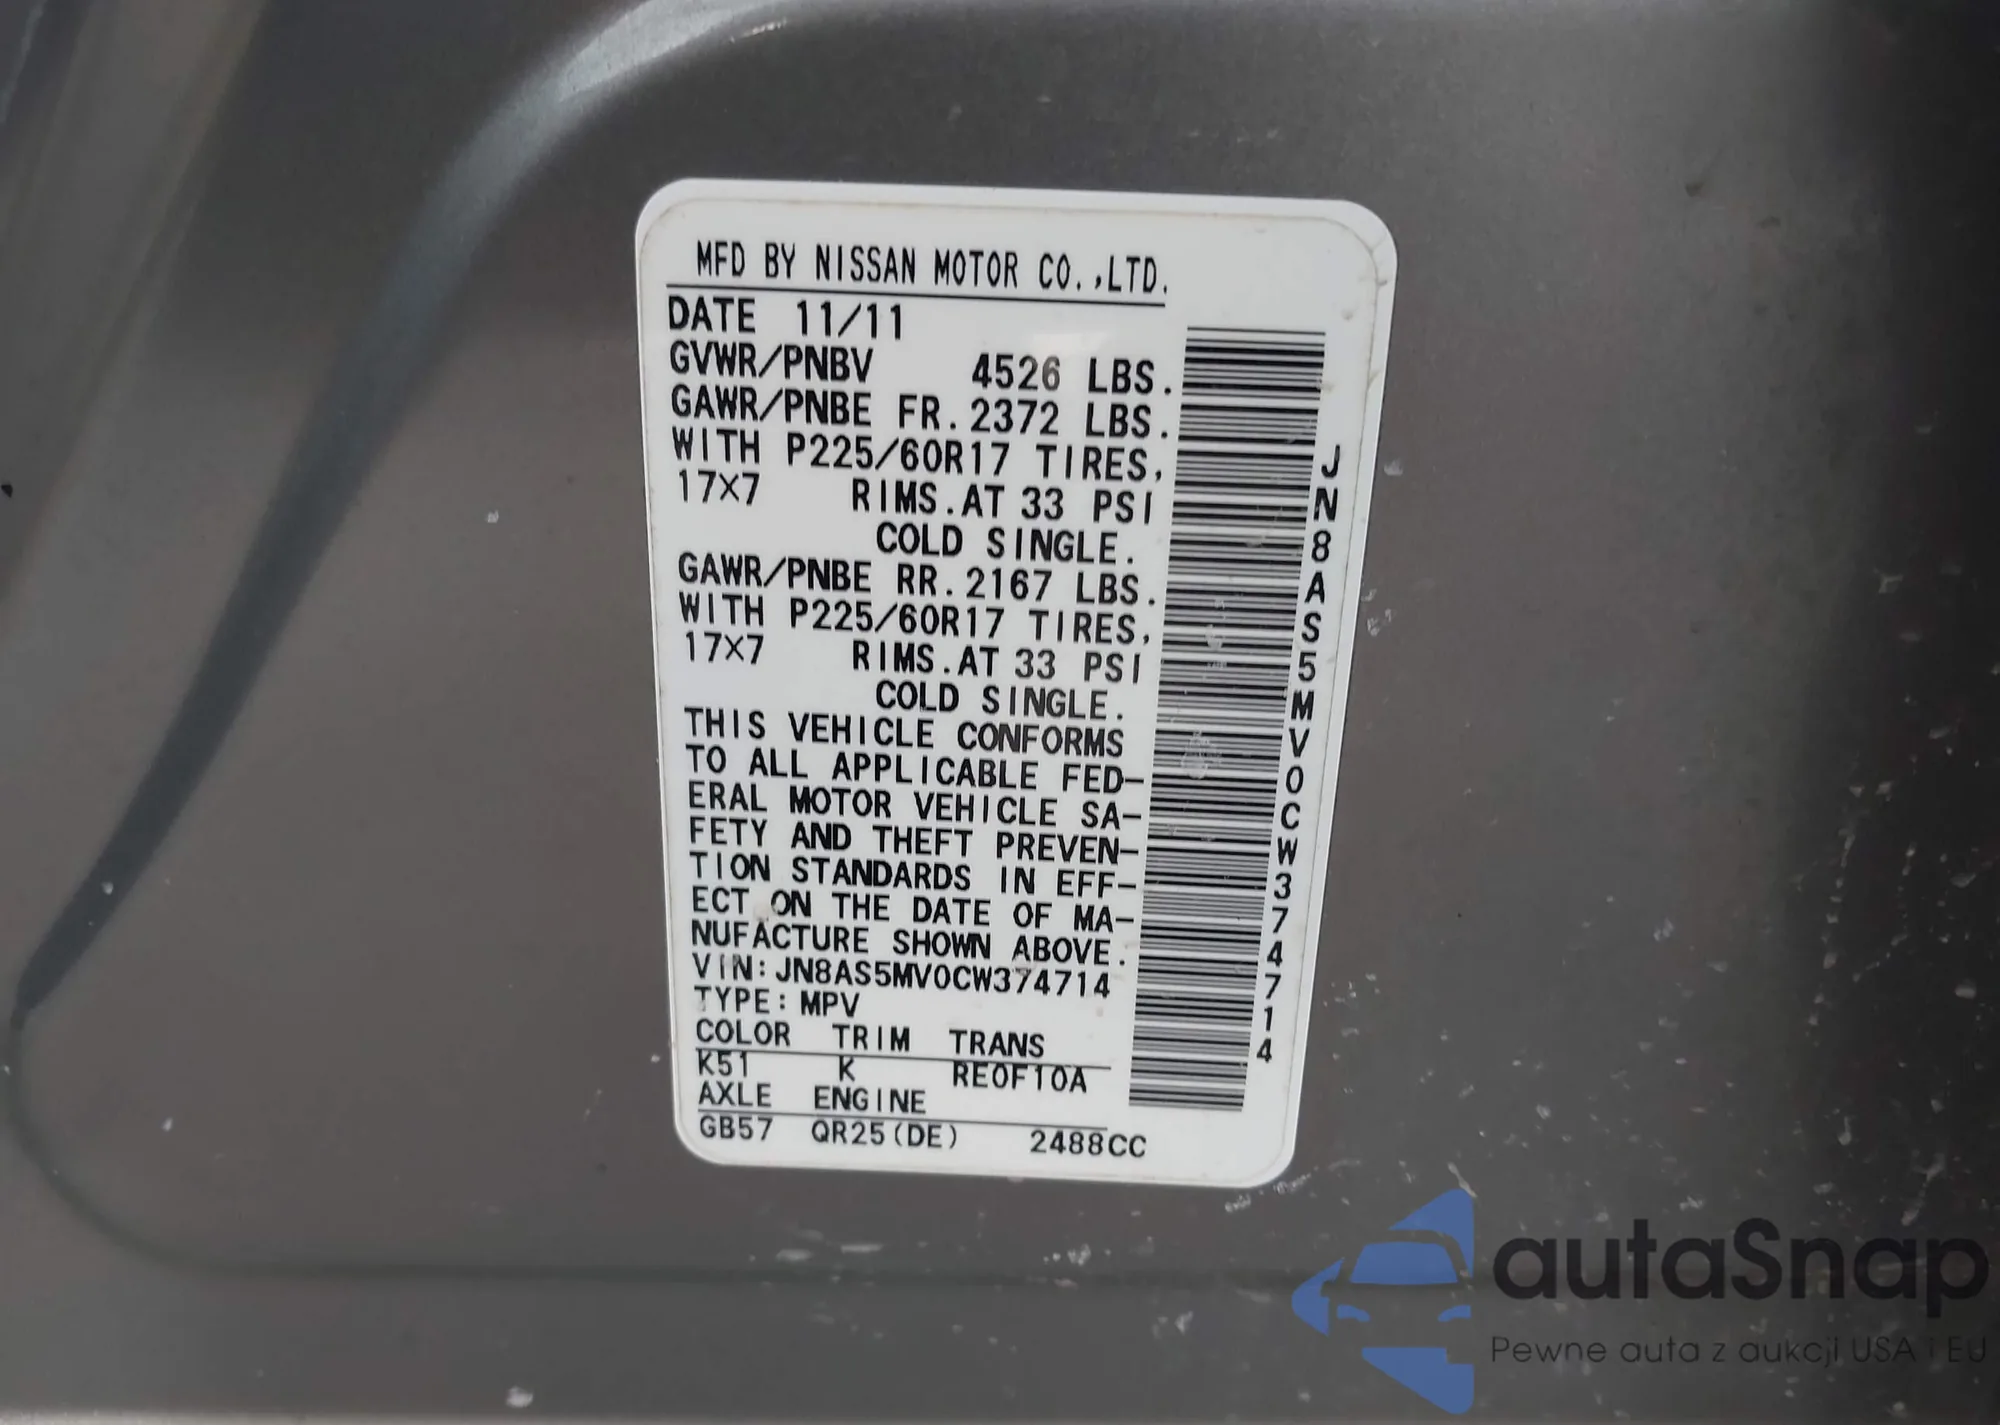 MFD BY NISSAN MOTOR CO.,LTD.
DATE 11/11
GVWR/PNBV 4526 LBS.
GAWR/PNBE FR.2372 LBS.
WITH P225/60R17 TIRES,
17X7 RIMS.AT 33 PSI
COLD SINGLE.
GAWR/PNBE RR.2167 LBS.
WITH P225/60R17 TIRES,
17X7 RIMS.AT 33 PSI
COLD SINGLE.
THIS VEHICLE CONFORMS
TO ALL APPLICABLE FED-
ERAL MOTOR VEHICLE SA-
FETY AND THEFT PREVEN-
TION STANDARDS IN EFF-
ECT ON THE DATE OF MA-
NUFACTURE SHOWN ABOVE.
VIN:JN8AS5MV0CW374714
TYPE:MPV
COLOR TRIM TRANS
K51 K RE0F10A
AXLE ENGINE
GB57 QR25(DE) 2488CC
JN8AS5MV0CW374714
autaSnap
Pewne auta z aukcji USA i EU